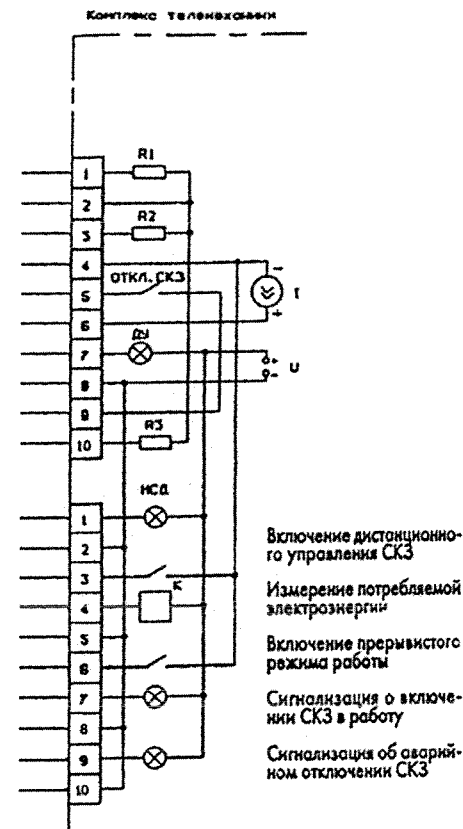 Комплекс телемеханики
R1
1
2
R2
3
4
−
ОТКЛ. СКЗ
5
I
6
+
ДУ
7
+
U
8
−
9
R3
10
НСД
1
2
3
К
4
5
6
7
8
9
10
Включение дистанционно-
го управления СКЗ
Измерение потребляемой
электроэнергии
Включение прерывистого
режима работы
Сигнализация о включе-
нии СКЗ в работу
Сигнализация об аварий-
ном отключении СКЗ